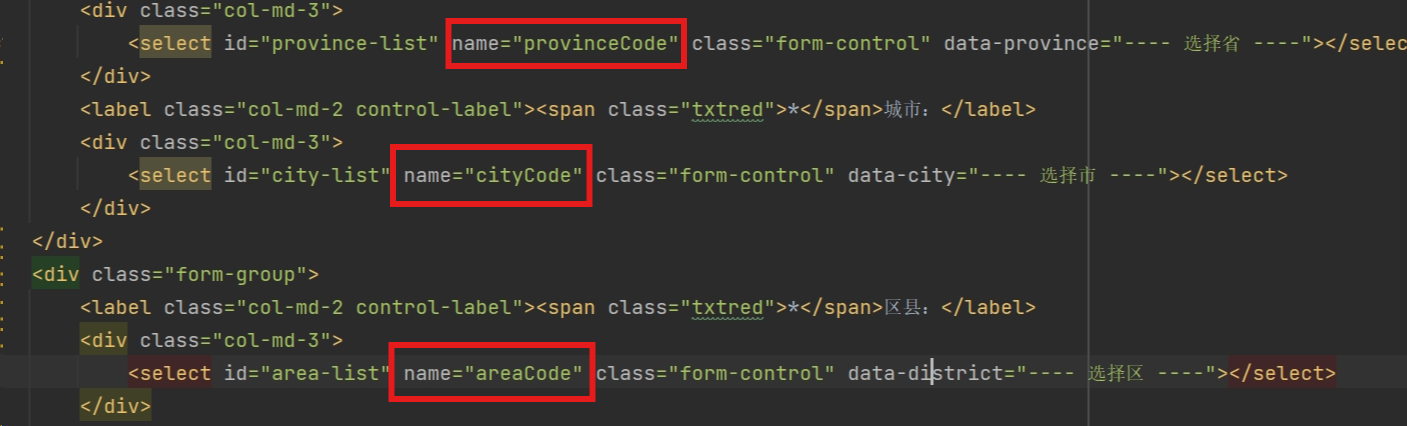 <div class="col-md-3">
<select id="province-list" name="provinceCode" class="form-control" data-province="---- 选择省 ----"></selec
</div>
<label class="col-md-2 control-label"><span class="txtred">*</span>城市：</label>
<div class="col-md-3">
<select id="city-list" name="cityCode" class="form-control" data-city="---- 选择市 ----"></select>
</div>
</div>
<div class="form-group">
<label class="col-md-2 control-label"><span class="txtred">*</span>区县：</label>
<div class="col-md-3">
<select id="area-list" name="areaCode" class="form-control" data-district="---- 选择区 ----"></select>
</div>